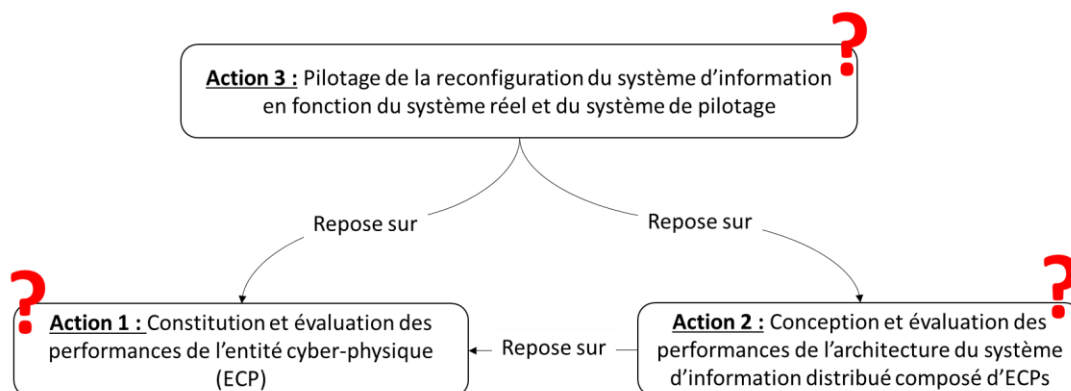 ?
Action 3 : Pilotage de la reconfiguration du système d'information
en fonction du système réel et du système de pilotage
Repose sur
Repose sur
?
Action 1 : Constitution et évaluation des
performances de l'entité cyber-physique
(ECP)
Repose sur
?
Action 2 : Conception et évaluation des
performances de l'architecture du système
d'information distribué composé d'ECPs